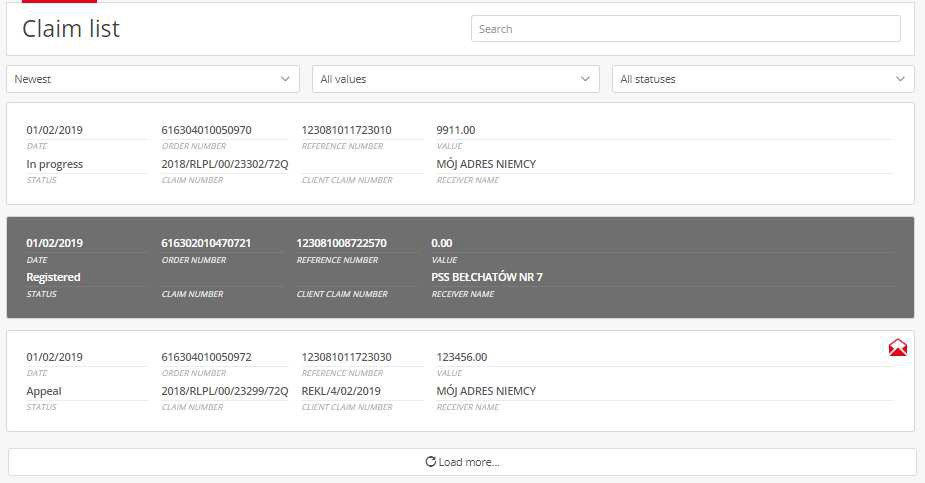 Claim list
Search
Newest
All values
All statuses
01/02/2019 616304010050970 123081011723010 9911.00
DATE ORDER NUMBER REFERENCE NUMBER VALUE
In progress 2018/RLPL/00/23302/72Q MÓJ ADRES NIEMCY
STATUS CLAIM NUMBER CLIENT CLAIM NUMBER RECEIVER NAME
01/02/2019 616302010470721 123081008722570 0.00
DATE ORDER NUMBER REFERENCE NUMBER VALUE
Registered PSS BEŁCHATÓW NR 7
STATUS CLAIM NUMBER CLIENT CLAIM NUMBER RECEIVER NAME
01/02/2019 616304010050972 123081011723030 123456.00
DATE ORDER NUMBER REFERENCE NUMBER VALUE
Appeal 2018/RLPL/00/23299/72Q REKL/4/02/2019 MÓJ ADRES NIEMCY
STATUS CLAIM NUMBER CLIENT CLAIM NUMBER RECEIVER NAME
Load more...